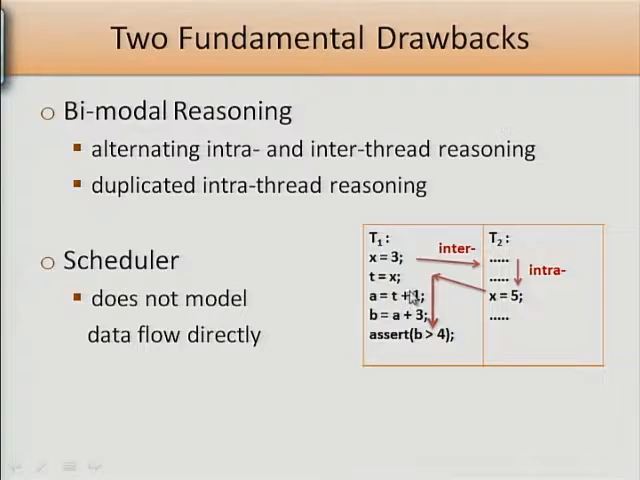 Two Fundamental Drawbacks
o Bi-modal Reasoning
▪ alternating intra- and inter-thread reasoning
▪ duplicated intra-thread reasoning
o Scheduler
▪ does not model
data flow directly
T1 :
x = 3;
t = x;
a = t + 1;
b = a + 3;
assert(b > 4);
inter-
T2 :
.....
.....
x = 5;
.....
intra-